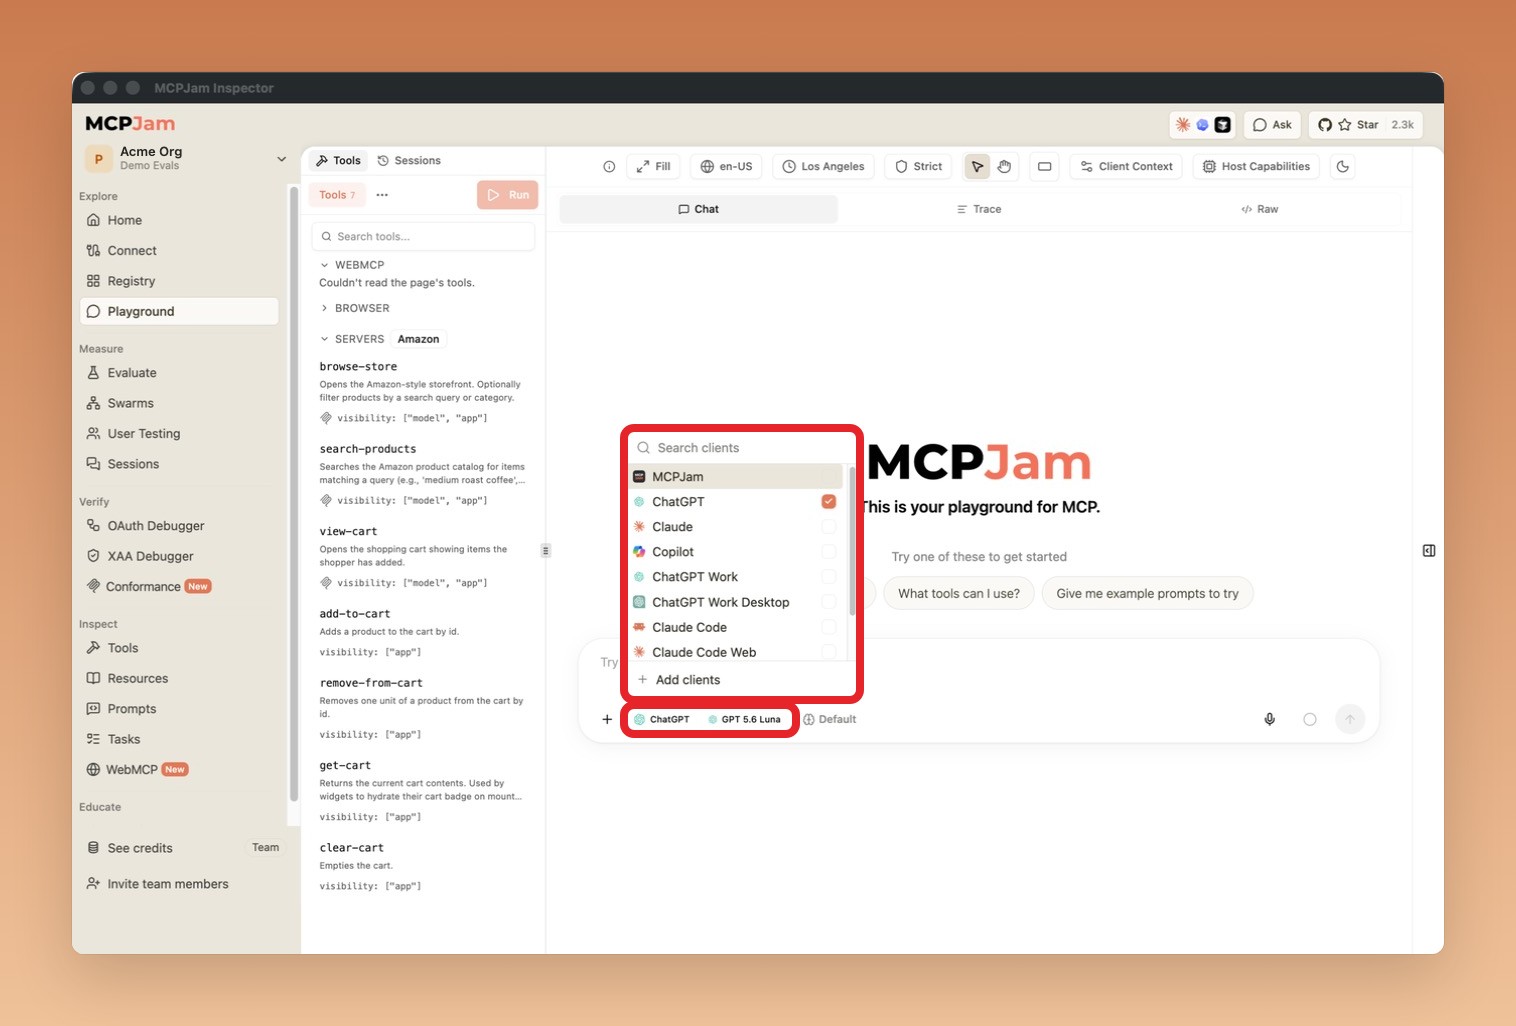 MCPJam Inspector
MCPJam
P
Acme Org
Demo Evals
Ask
Star 2.3k
Explore
Home
Connect
Registry
Playground
Measure
Evaluate
Swarms
User Testing
Sessions
Verify
OAuth Debugger
XAA Debugger
Conformance New
Inspect
Tools
Resources
Prompts
Tasks
WebMCP New
Educate
See credits Team
Invite team members
Tools Sessions
Tools 7 ... Run
Search tools...
WEBMCP
Couldn't read the page's tools.
BROWSER
SERVERS Amazon
browse-store
Opens the Amazon-style storefront. Optionally
filter products by a search query or category.
visibility: ["model", "app"]
search-products
Searches the Amazon product catalog for items
matching a query (e.g., 'medium roast coffee',...
visibility: ["model", "app"]
view-cart
Opens the shopping cart showing items the
shopper has added.
visibility: ["model", "app"]
add-to-cart
Adds a product to the cart by id.
visibility: ["app"]
remove-from-cart
Removes one unit of a product from the cart by
id.
visibility: ["app"]
get-cart
Returns the current cart contents. Used by
widgets to hydrate their cart badge on mount...
visibility: ["app"]
clear-cart
Empties the cart.
visibility: ["app"]
Fill en-US Los Angeles Strict Client Context Host Capabilities
Chat Trace Raw
MCPJam
This is your playground for MCP.
Try one of these to get started
What tools can I use? Give me example prompts to try
Search clients
MCPJam
ChatGPT
Claude
Copilot
ChatGPT Work
ChatGPT Work Desktop
Claude Code
Claude Code Web
Add clients
Try
ChatGPT GPT 5.6 Luna Default